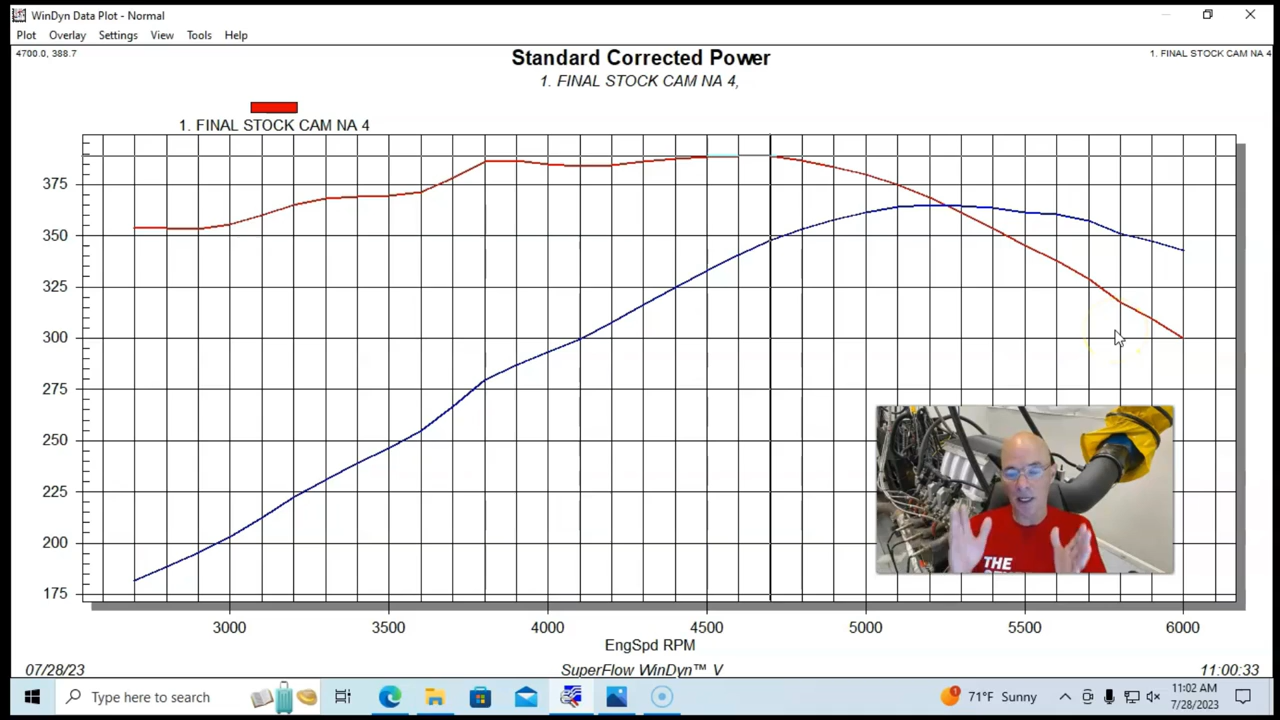 WinDyn Data Plot - Normal
Plot Overlay Settings View Tools Help
4700.0, 388.7
1. FINAL STOCK CAM NA 4
Standard Corrected Power
1. FINAL STOCK CAM NA 4,
1. FINAL STOCK CAM NA 4
375
350
325
300
275
250
225
200
175
3000 3500 4000 4500 5000 5500 6000
EngSpd RPM
THE
07/28/23 SuperFlow WinDyn™ V 11:00:33
Type here to search
1
71°F Sunny
11:02 AM
7/28/2023